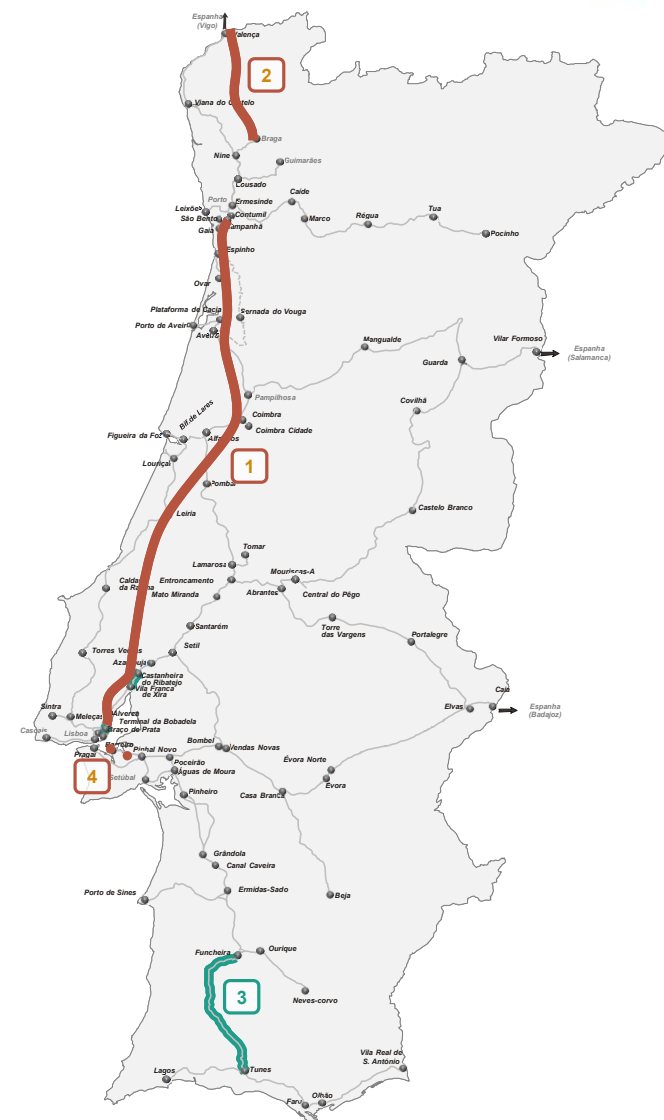 Espanha
(Vigo)
Valença
2
Viana do Castelo
Braga
Nine
Guimarães
Lousado
Porto
Ermesinde
Caíde
Leixões
São Bento
Contumil
Marco
Régua
Tua
Gaia
Campanhã
Pocinho
Espinho
Ovar
Plataforma de Cacia
Sernada do Vouga
Porto de Aveiro
Aveiro
Mangualde
Vilar Formoso
Espanha
(Salamanca)
Guarda
Pampilhosa
Covilhã
Bif.de Lares
Coimbra
Figueira da Foz
Alfarelos
Coimbra Cidade
Louriçal
1
Pombal
Leiria
Castelo Branco
Tomar
Lamarosa
Mouriscas-A
Entroncamento
Caldas
da Rainha
Mato Miranda
Abrantes
Central do Pêgo
Santarém
Torre
das Vargens
Portalegre
Setil
Torres Vedras
Azambuja
Castanheira
do Ribatejo
Vila Franca
de Xira
Caia
Sintra
Meleças
Alverca
Elvas
Espanha
(Badajoz)
Terminal da Bobadela
Cascais
Lisboa
Braço de Prata
Barreiro
Bombel
Pragal
Pinhal Novo
Vendas Novas
Évora Norte
Poceirão
4
Setúbal
Águas de Moura
Évora
Pinheiro
Casa Branca
Grândola
Canal Caveira
Porto de Sines
Ermidas-Sado
Beja
Funcheira
Ourique
3
Neves-corvo
Vila Real de
S. António
Lagos
Tunes
Faro
Olhão